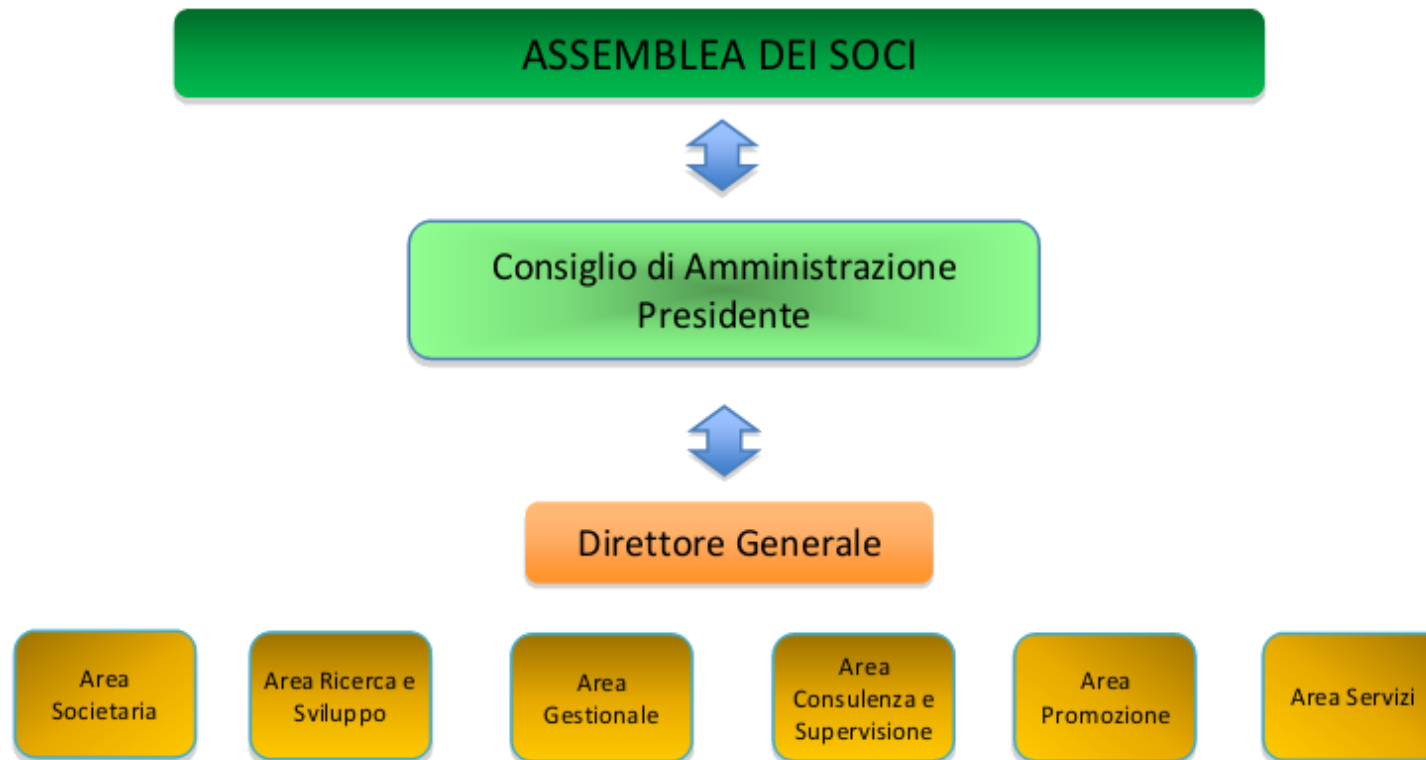 ASSEMBLEA DEI SOCI
Consiglio di Amministrazione
Presidente
Direttore Generale
Area
Societaria
Area Ricerca e
Sviluppo
Area
Gestionale
Area
Consulenza e
Supervisione
Area
Promozione
Area Servizi